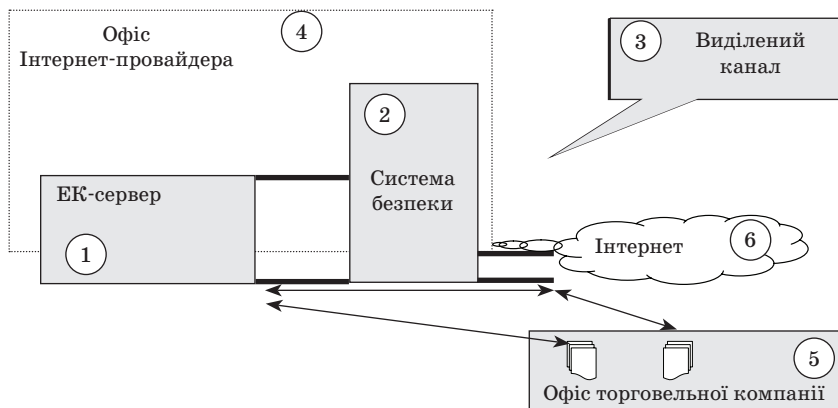 Офіс
Інтернет-провайдера
4
3
Виділений
канал
2
Система
безпеки
ЕК-сервер
1
Інтернет
6
5
Офіс торговельної компанії